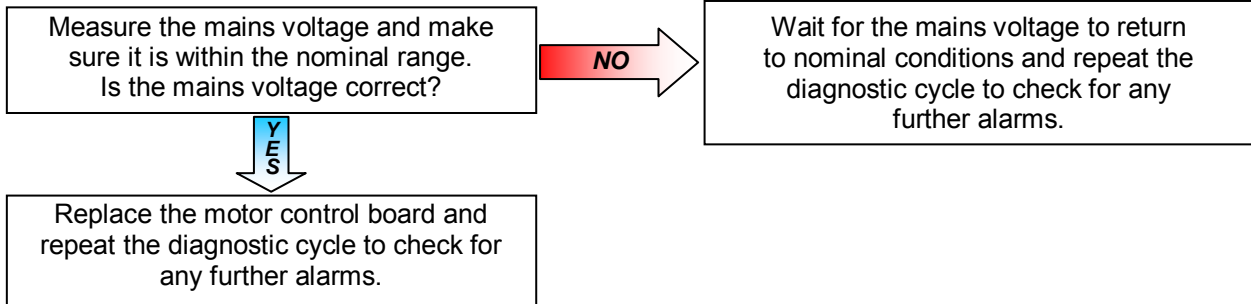 Measure the mains voltage and make
sure it is within the nominal range.
Is the mains voltage correct?
NO
Wait for the mains voltage to return
to nominal conditions and repeat the
diagnostic cycle to check for any
further alarms.
YES
Replace the motor control board and
repeat the diagnostic cycle to check for
any further alarms.